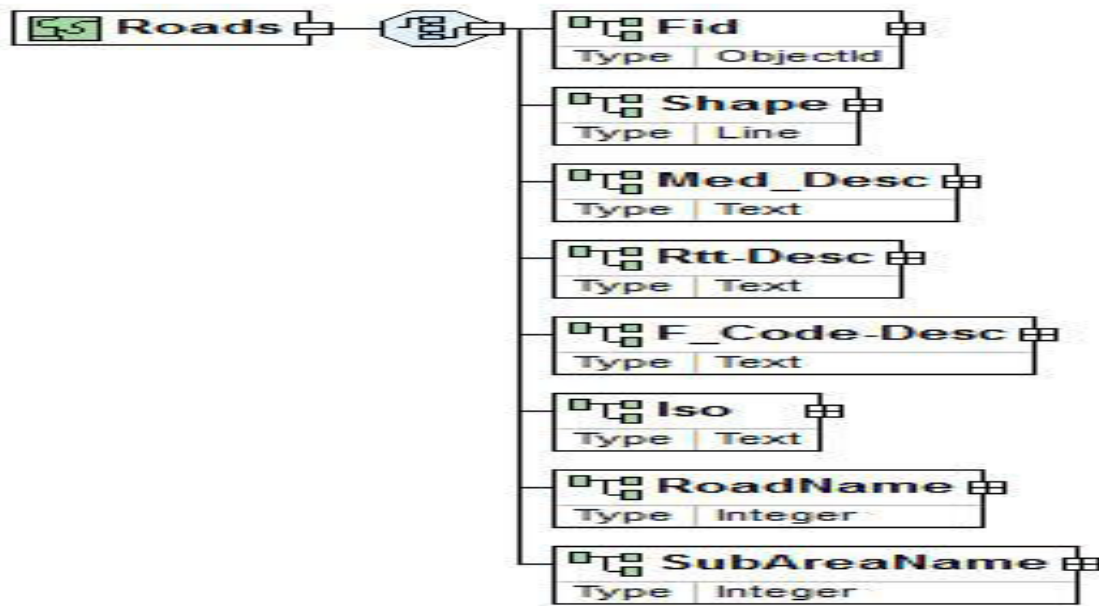 Roads
Fid
Type ObjectId
Shape
Type Line
Med_Desc
Type Text
Rtt-Desc
Type Text
F_Code-Desc
Type Text
Iso
Type Text
RoadName
Type Integer
SubAreaName
Type Integer